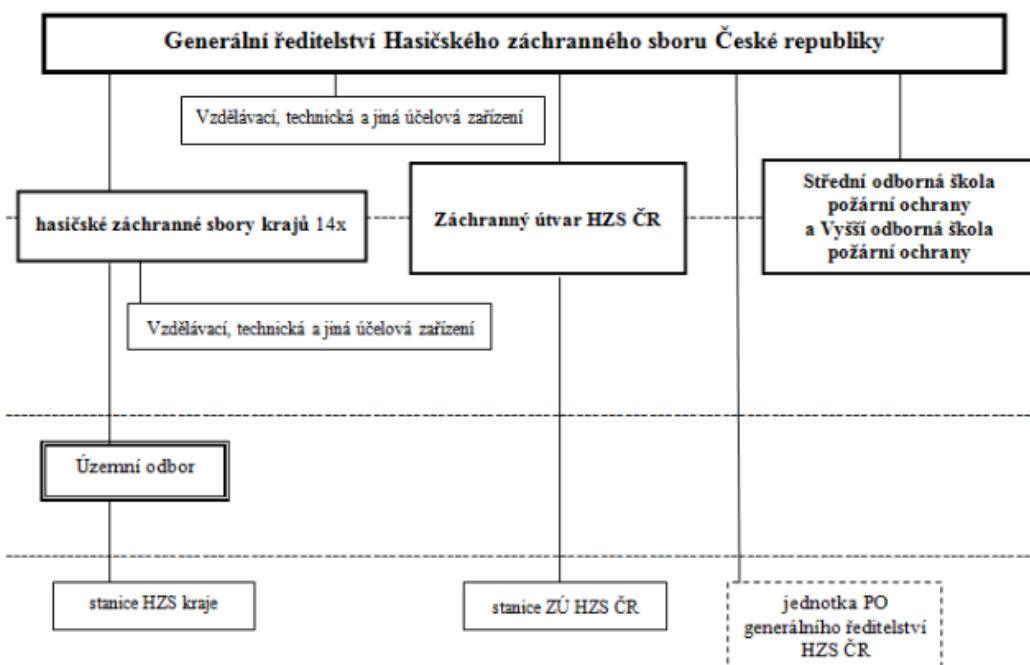 Generální ředitelství Hasičského záchranného sboru České republiky
Vzdělávací, technická a jiná účelová zařízení
hasičské záchranné sbory krajů 14x
Záchranný útvar HZS ČR
Střední odborná škola
požární ochrany
a Vyšší odborná škola
požární ochrany
Vzdělávací, technická a jiná účelová zařízení
Územní odbor
stanice HZS kraje
stanice ZÚ HZS ČR
jednotka PO
generálního ředitelství
HZS ČR